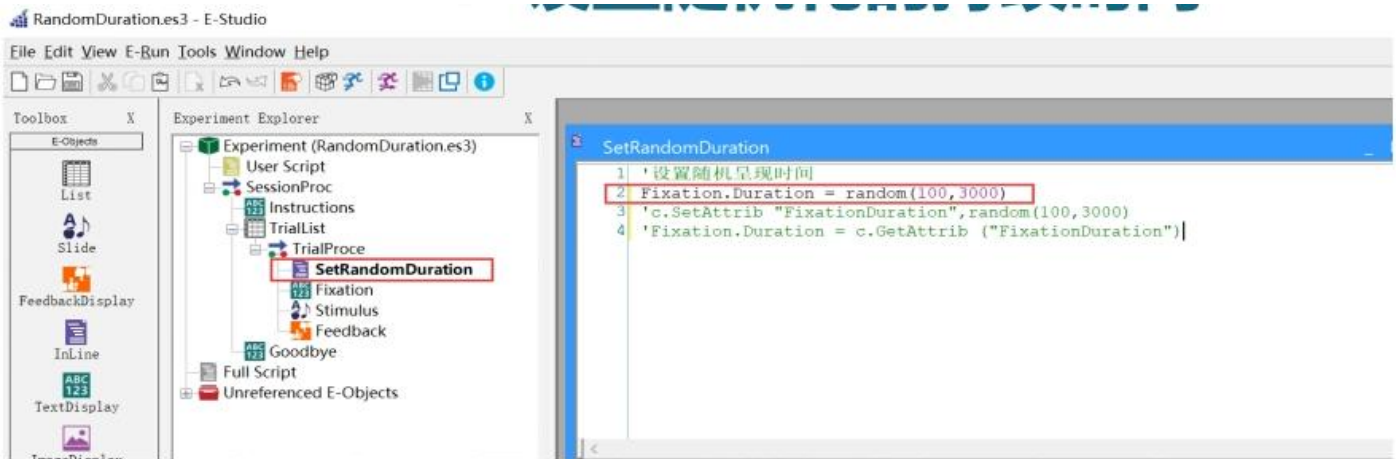 RandomDuration.es3 - E-Studio
File Edit View E-Run Tools Window Help
Toolbox X
E-Objects
List
Slide
FeedbackDisplay
InLine
TextDisplay
Experiment Explorer X
Experiment (RandomDuration.es3)
User Script
SessionProc
Instructions
TrialList
TrialProce
SetRandomDuration
Fixation
Stimulus
Feedback
Goodbye
Full Script
Unreferenced E-Objects
SetRandomDuration
1 '设置随机呈现时间
2 Fixation.Duration = random(100,3000)
3 'c.SetAttrib "FixationDuration",random(100,3000)
4 'Fixation.Duration = c.GetAttrib ("FixationDuration")